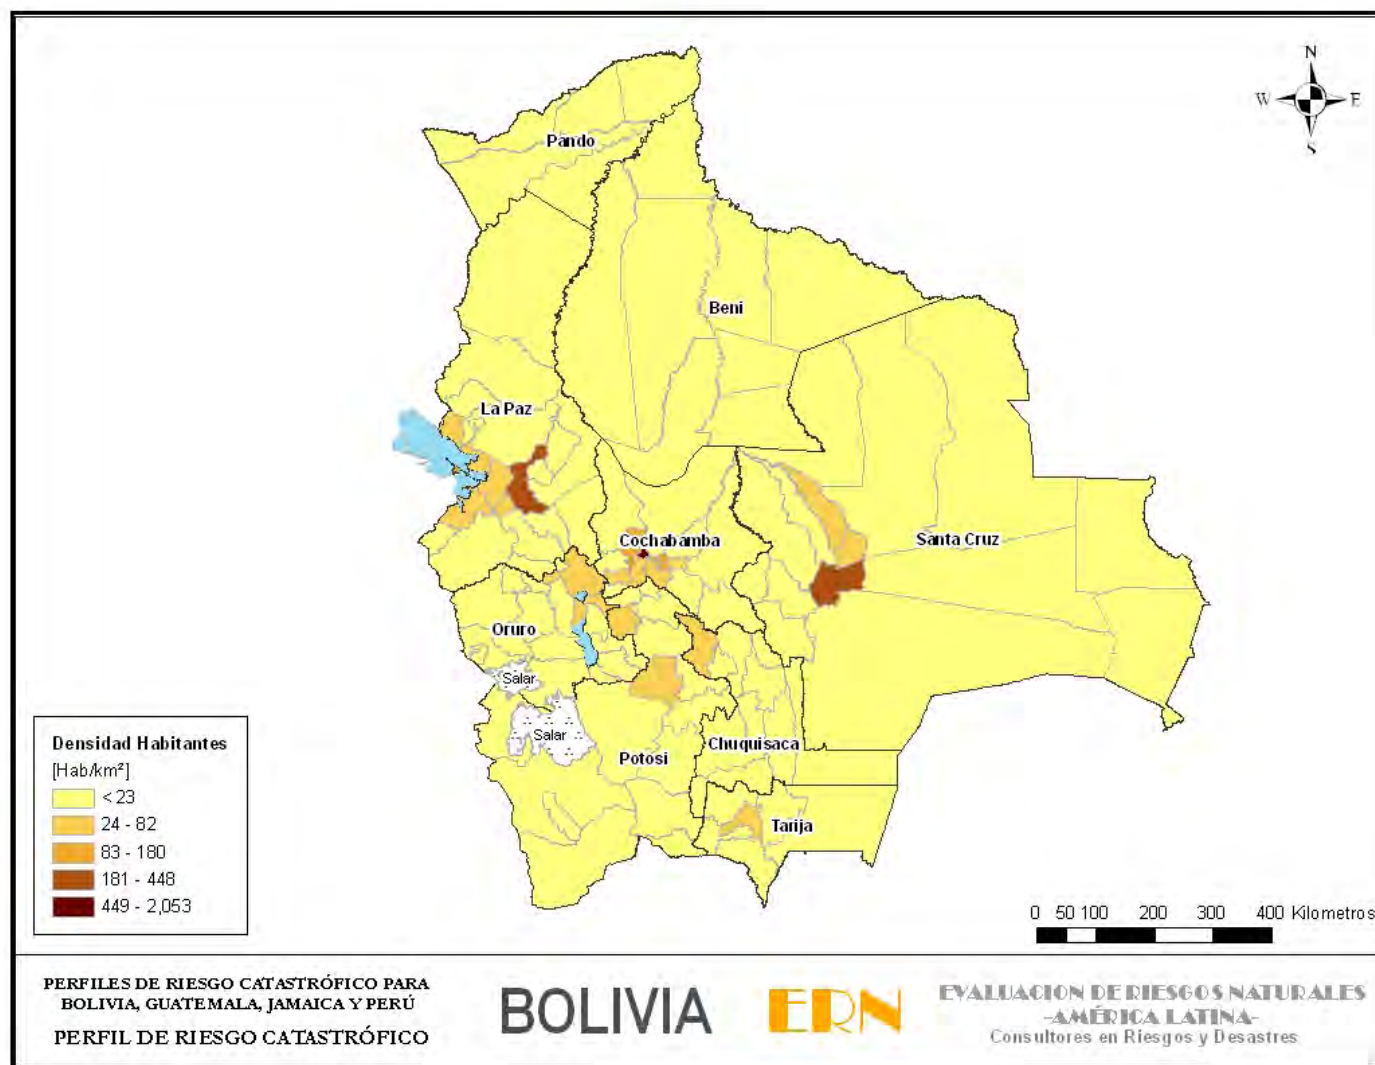 N
W E
S
Pando
Beni
La Paz
Cochabamba
Santa Cruz
Oruro
Salar
Salar
Potosi
Chuquisaca
Tarija
Densidad Habitantes
[Hab/km²]
< 23
24 - 82
83 - 180
181 - 448
449 - 2,053
0 50 100 200 300 400 Kilometros
PERFILES DE RIESGO CATASTRÓFICO PARA
BOLIVIA, GUATEMALA, JAMAICA Y PERÚ
PERFIL DE RIESGO CATASTRÓFICO
BOLIVIA
ERN
EVALUACION DE RIESGOS NATURALES
-AMÉRICA LATINA-
Consultores en Riesgos y Desastres